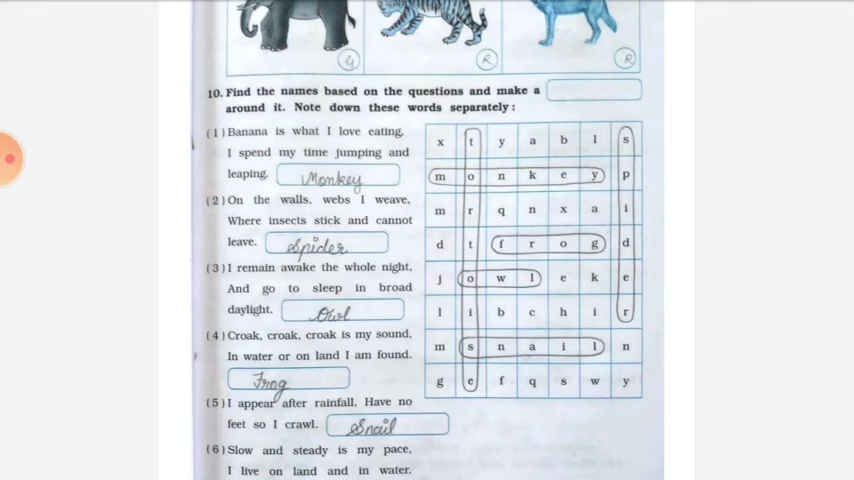 G R R
10. Find the names based on the questions and make a
around it. Note down these words separately :
(1) Banana is what I love eating,
I spend my time jumping and
leaping. Monkey
(2) On the walls, webs I weave,
Where insects stick and cannot
leave. Spider
(3) I remain awake the whole night,
And go to sleep in broad
daylight. Owl
(4) Croak, croak, croak is my sound,
In water or on land I am found.
Frog
(5) I appear after rainfall, Have no
feet so I crawl. Snail
(6) Slow and steady is my pace,
I live on land and in water.
x t y a b l s
m o n k e y p
m r q n x a i
d t f r o g d
j o w l e k e
l i b c h i r
m s n a i l n
g e f q s w y